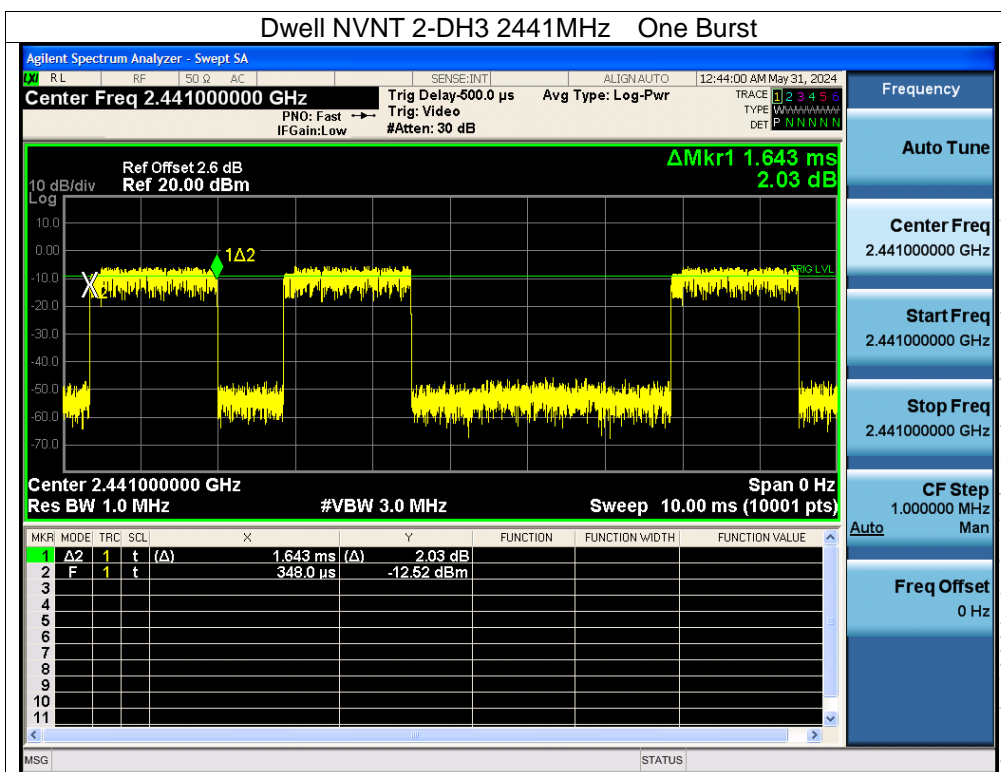 Dwell NVNT 2-DH3 2441MHz One Burst
Agilent Spectrum Analyzer - Swept SA
LXI RL RF 50 Ω AC SENSE:INT ALIGN AUTO 12:44:00 AM May 31, 2024
Center Freq 2.441000000 GHz
PNO: Fast
IFGain:Low
Trig Delay-500.0 µs
Trig: Video
#Atten: 30 dB
Avg Type: Log-Pwr
TRACE 1 2 3 4 5 6
TYPE WWWWWW
DET P N N N N N
ΔMkr1 1.643 ms
2.03 dB
Ref Offset 2.6 dB
10 dB/div Ref 20.00 dBm
Log
10.0
0.00
-10.0
-20.0
-30.0
-40.0
-50.0
-60.0
-70.0
1Δ2
X2
TRIG LVL
Center 2.441000000 GHz Span 0 Hz
Res BW 1.0 MHz #VBW 3.0 MHz Sweep 10.00 ms (10001 pts)
MKR MODE TRC SCL X Y FUNCTION FUNCTION WIDTH FUNCTION VALUE
1 Δ2 1 t (Δ) 1.643 ms (Δ) 2.03 dB
2 F 1 t 348.0 µs -12.52 dBm
3
4
5
6
7
8
9
10
11
MSG STATUS
Frequency
Auto Tune
Center Freq
2.441000000 GHz
Start Freq
2.441000000 GHz
Stop Freq
2.441000000 GHz
CF Step
1.000000 MHz
Auto Man
Freq Offset
0 Hz